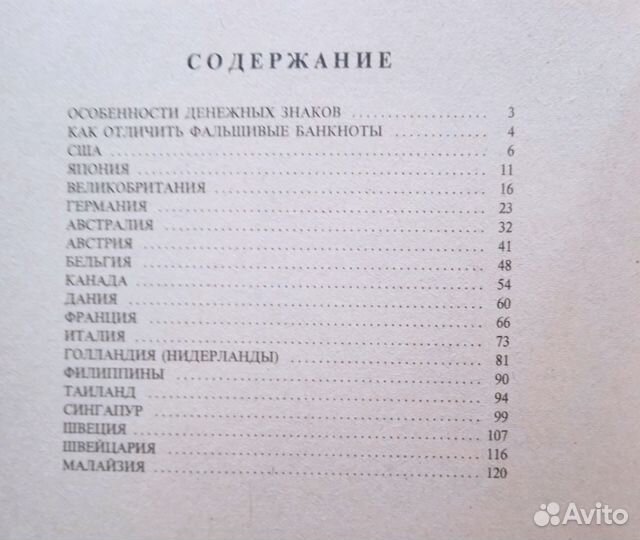 СОДЕРЖАНИЕ
ОСОБЕННОСТИ ДЕНЕЖНЫХ ЗНАКОВ 3
КАК ОТЛИЧИТЬ ФАЛЬШИВЫЕ БАНКНОТЫ 4
США 6
ЯПОНИЯ 11
ВЕЛИКОБРИТАНИЯ 16
ГЕРМАНИЯ 23
АВСТРАЛИЯ 32
АВСТРИЯ 41
БЕЛЬГИЯ 48
КАНАДА 54
ДАНИЯ 60
ФРАНЦИЯ 66
ИТАЛИЯ 73
ГОЛЛАНДИЯ (НИДЕРЛАНДЫ) 81
ФИЛИППИНЫ 90
ТАИЛАНД 94
СИНГАПУР 99
ШВЕЦИЯ 107
ШВЕЙЦАРИЯ 116
МАЛАЙЗИЯ 120
Avito